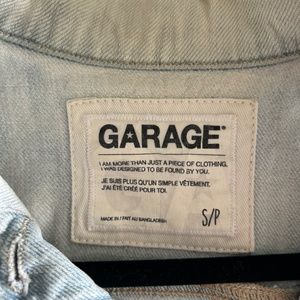 GARAGE®
I AM MORE THAN JUST A PIECE OF CLOTHING.
I WAS DESIGNED TO BE FOUND BY YOU.
JE SUIS PLUS QU'UN SIMPLE VÊTEMENT.
J'AI ÉTÉ CRÉÉ POUR TOI.
MADE IN / FAIT AU BANGLADESH
S/P